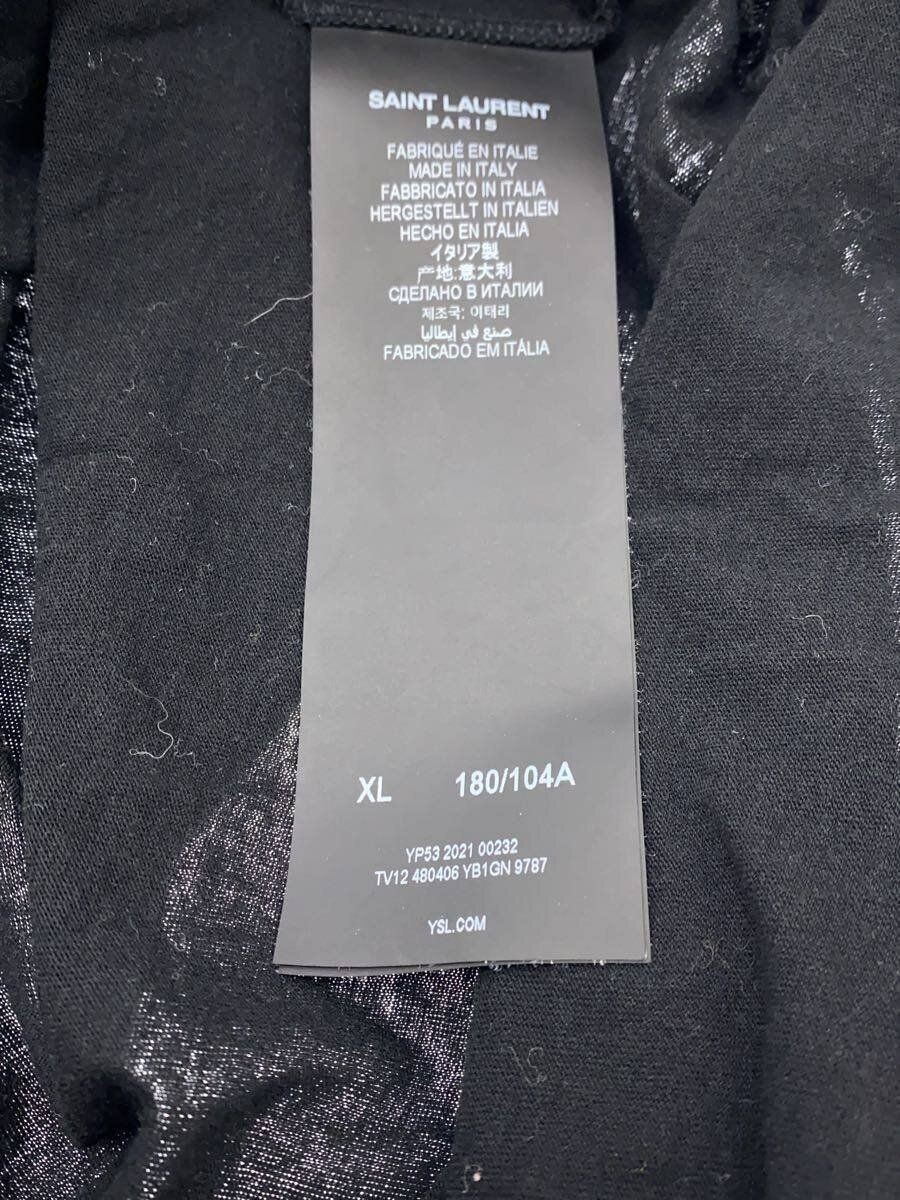 SAINT LAURENT
PARIS
FABRIQUÉ EN ITALIE
MADE IN ITALY
FABBRICATO IN ITALIA
HERGESTELLT IN ITALIEN
HECHO EN ITALIA
イタリア製
产地:意大利
СДЕЛАНО В ИТАЛИИ
제조국: 이태리
صنع في إيطاليا
FABRICADO EM ITÂLIA
XL 180/104A
YP53 2021 00232
TV12 480406 YB1GN 9787
YSL.COM